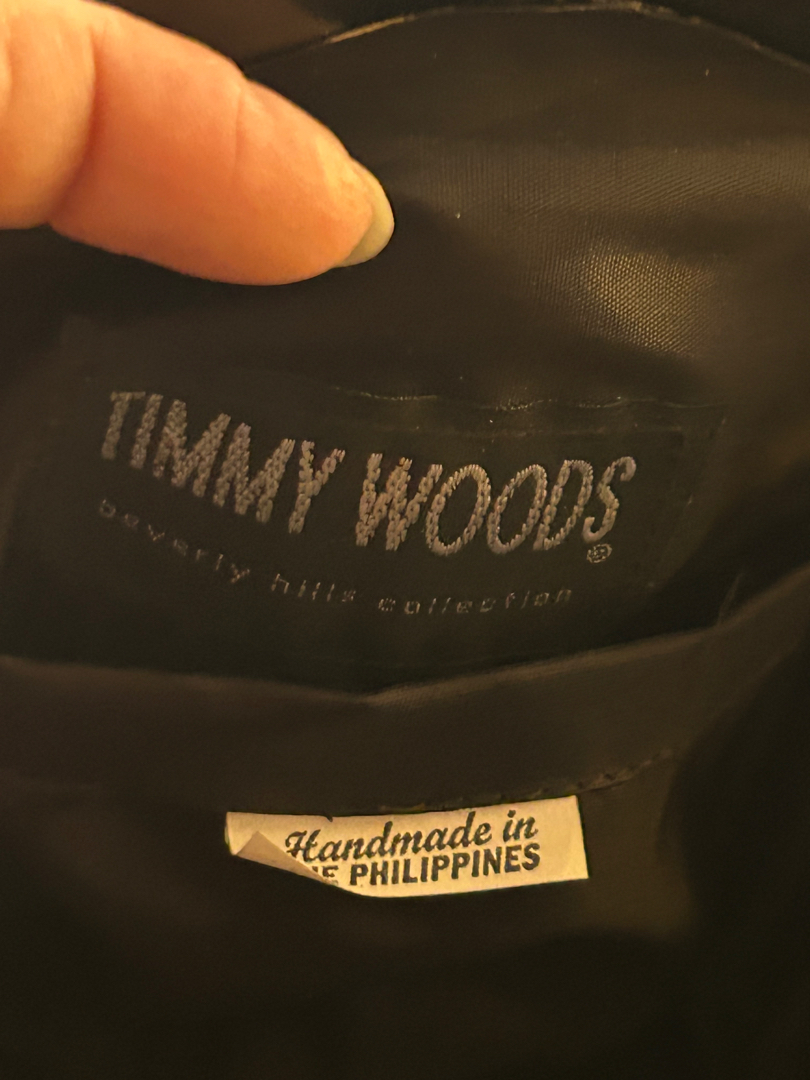 TIMMY WOODS®
beverly hills collection
Handmade in
PHILIPPINES